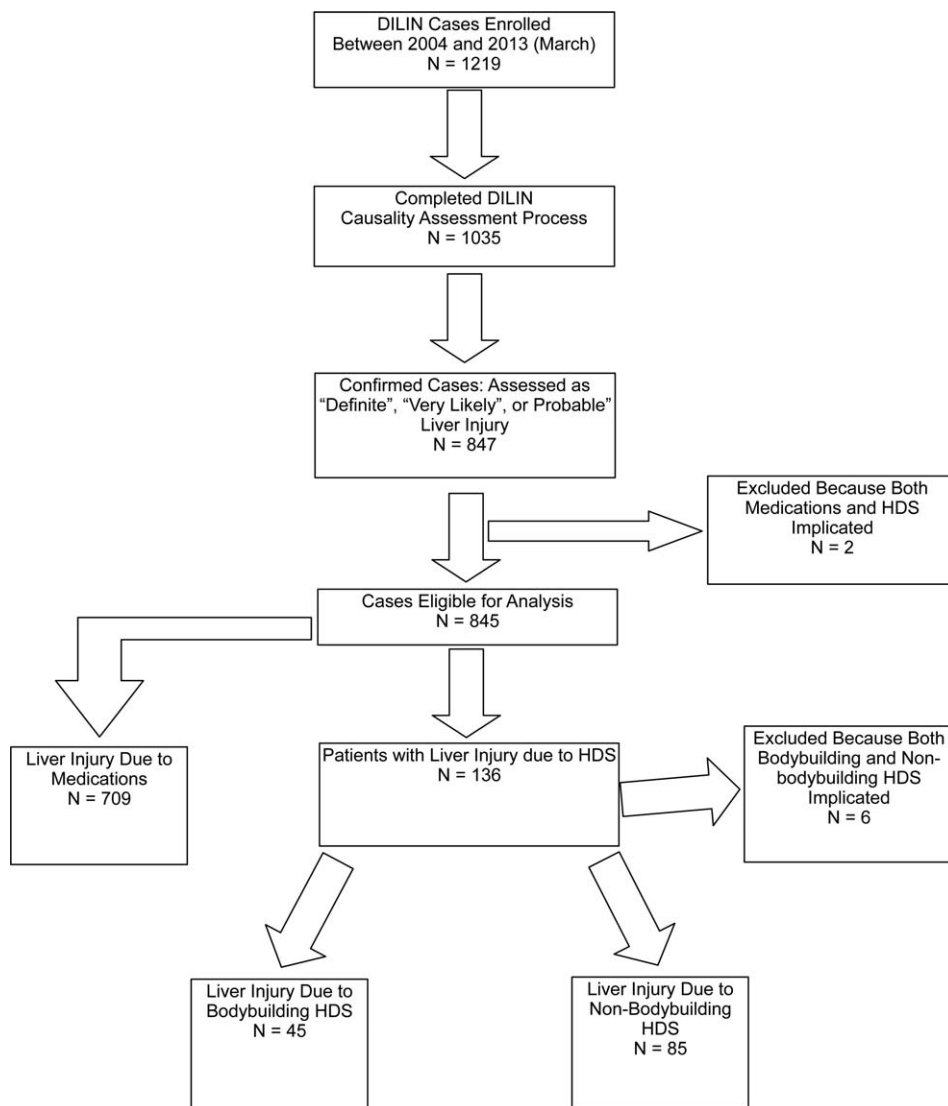 DILIN Cases Enrolled
Between 2004 and 2013 (March)
N = 1219
Completed DILIN
Causality Assessment Process
N = 1035
Confirmed Cases: Assessed as
“Definite”, “Very Likely”, or Probable”
Liver Injury
N = 847
Excluded Because Both
Medications and HDS
Implicated
N = 2
Cases Eligible for Analysis
N = 845
Liver Injury Due to
Medications
N = 709
Patients with Liver Injury due to HDS
N = 136
Excluded Because Both
Bodybuilding and Non-
bodybuilding HDS
Implicated
N = 6
Liver Injury Due to
Bodybuilding HDS
N = 45
Liver Injury Due to
Non-Bodybuilding
HDS
N = 85